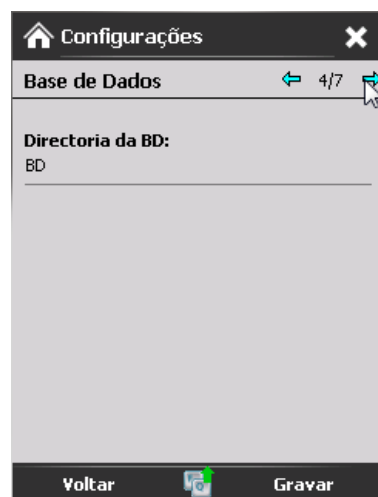 Configurações
Base de Dados 4/7
Directoria da BD:
BD
Voltar Gravar